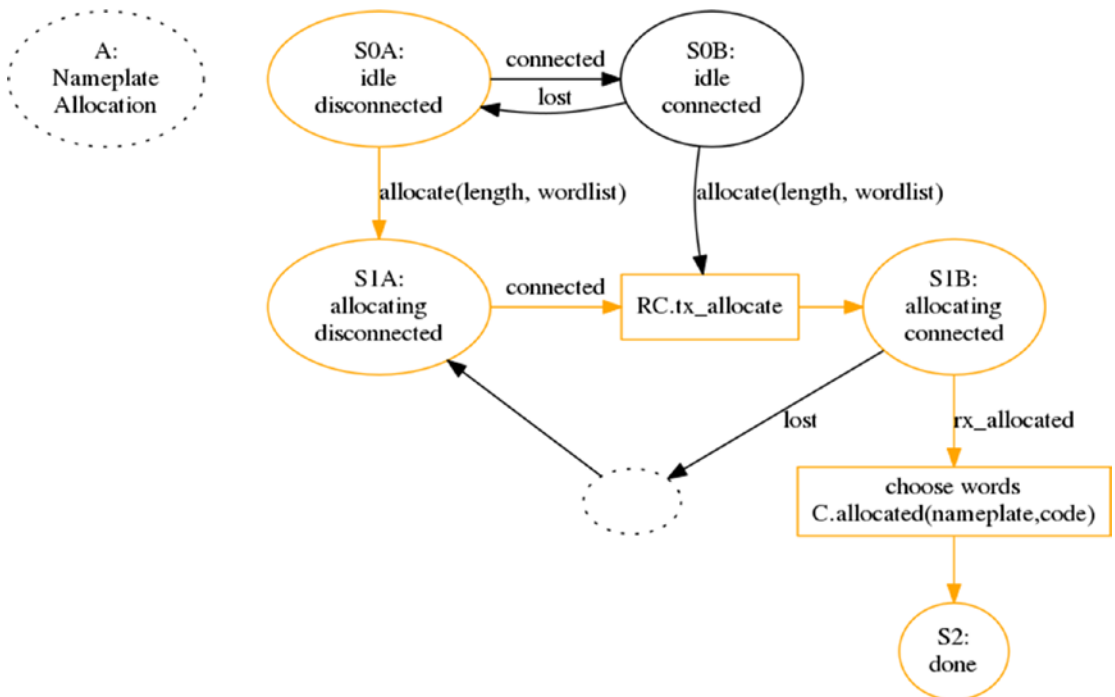 A:
Nameplate
Allocation
S0A:
idle
disconnected
connected
lost
S0B:
idle
connected
allocate(length, wordlist)
allocate(length, wordlist)
S1A:
allocating
disconnected
connected
RC.tx_allocate
S1B:
allocating
connected
lost
rx_allocated
choose words
C.allocated(nameplate,code)
S2:
done